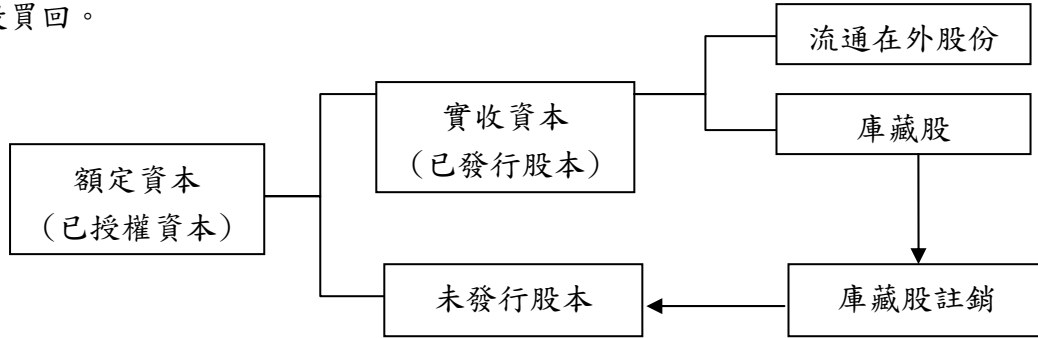 買回。
流通在外股份
實收資本
(已發行股本)
庫藏股
額定資本
(已授權資本)
未發行股本
庫藏股註銷